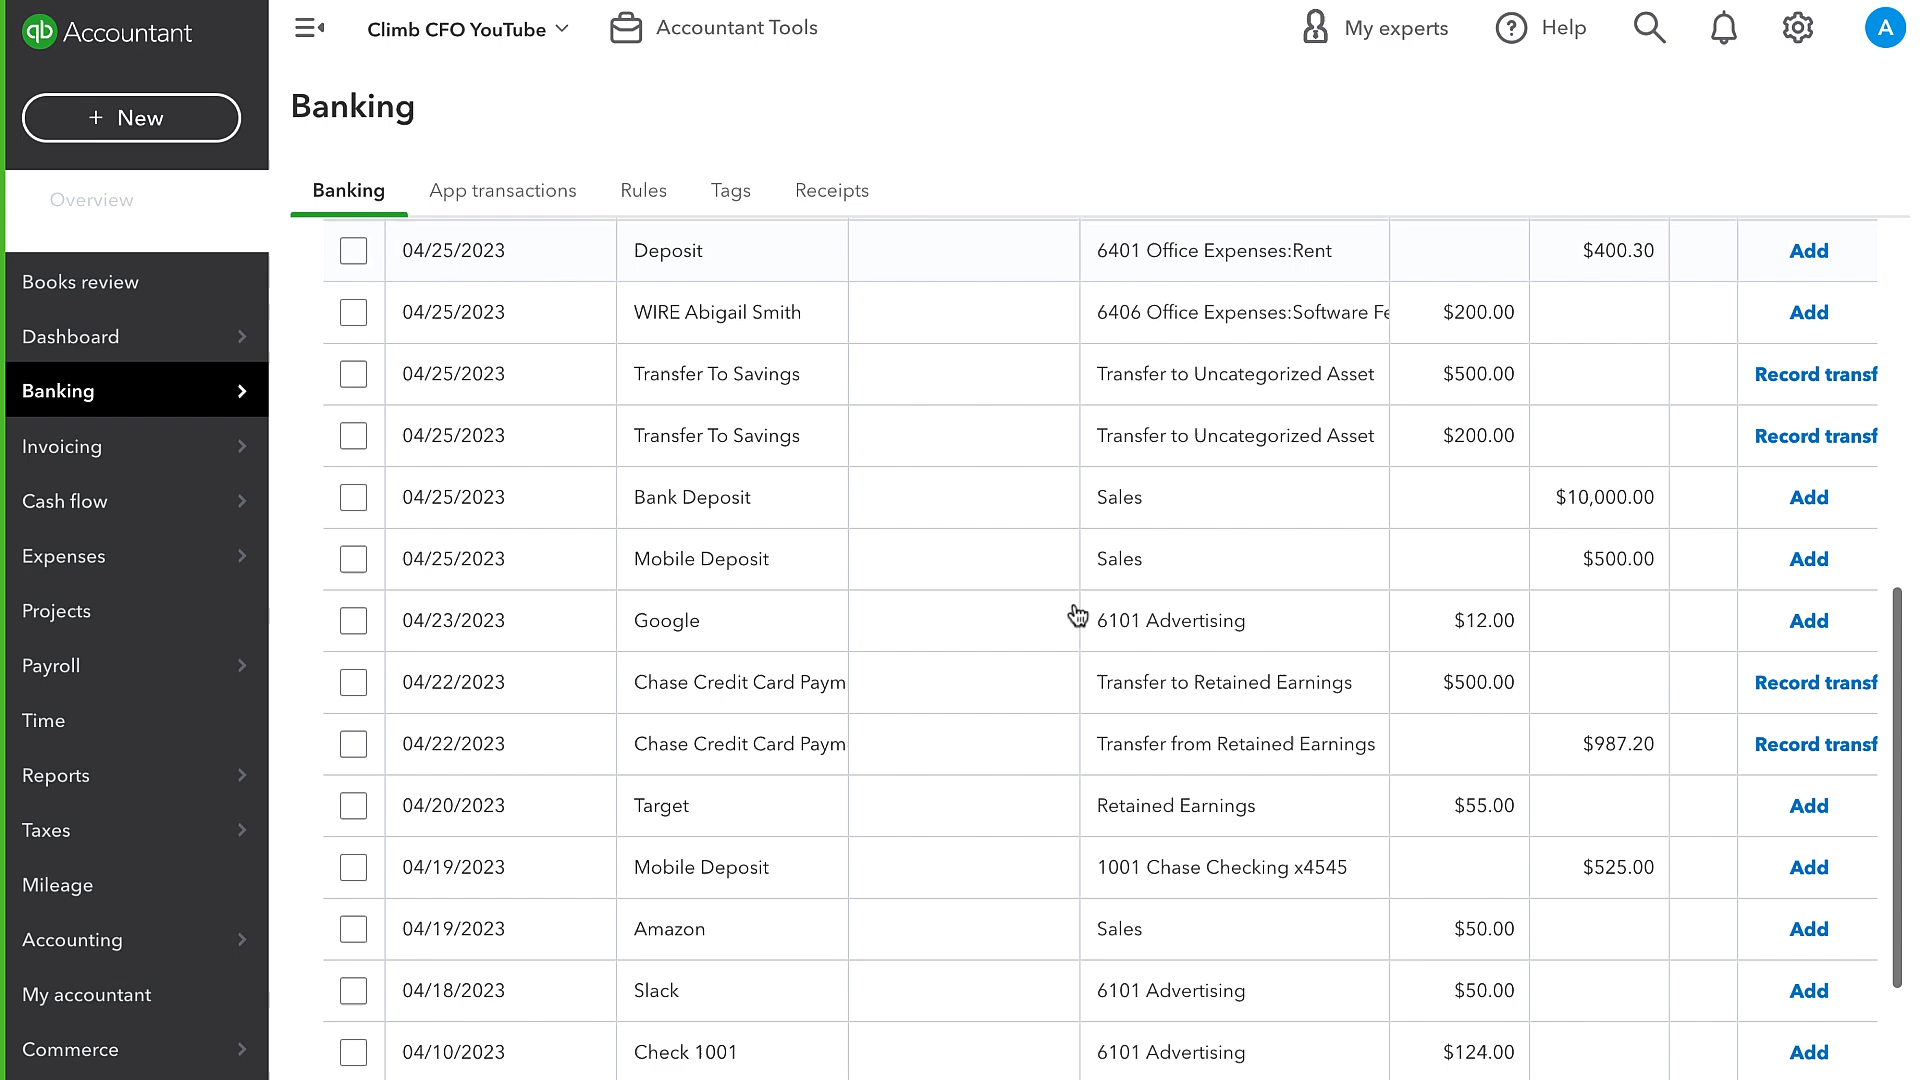 qb Accountant
Climb CFO YouTube
Accountant Tools
My experts
Help
A
+ New
Banking
Overview
Banking App transactions Rules Tags Receipts
Books review
Dashboard
Banking
Invoicing
Cash flow
Expenses
Projects
Payroll
Time
Reports
Taxes
Mileage
Accounting
My accountant
Commerce
04/25/2023 Deposit 6401 Office Expenses:Rent $400.30 Add
04/25/2023 WIRE Abigail Smith 6406 Office Expenses:Software Fe $200.00 Add
04/25/2023 Transfer To Savings Transfer to Uncategorized Asset $500.00 Record transf
04/25/2023 Transfer To Savings Transfer to Uncategorized Asset $200.00 Record transf
04/25/2023 Bank Deposit Sales $10,000.00 Add
04/25/2023 Mobile Deposit Sales $500.00 Add
04/23/2023 Google 6101 Advertising $12.00 Add
04/22/2023 Chase Credit Card Paym Transfer to Retained Earnings $500.00 Record transf
04/22/2023 Chase Credit Card Paym Transfer from Retained Earnings $987.20 Record transf
04/20/2023 Target Retained Earnings $55.00 Add
04/19/2023 Mobile Deposit 1001 Chase Checking x4545 $525.00 Add
04/19/2023 Amazon Sales $50.00 Add
04/18/2023 Slack 6101 Advertising $50.00 Add
04/10/2023 Check 1001 6101 Advertising $124.00 Add